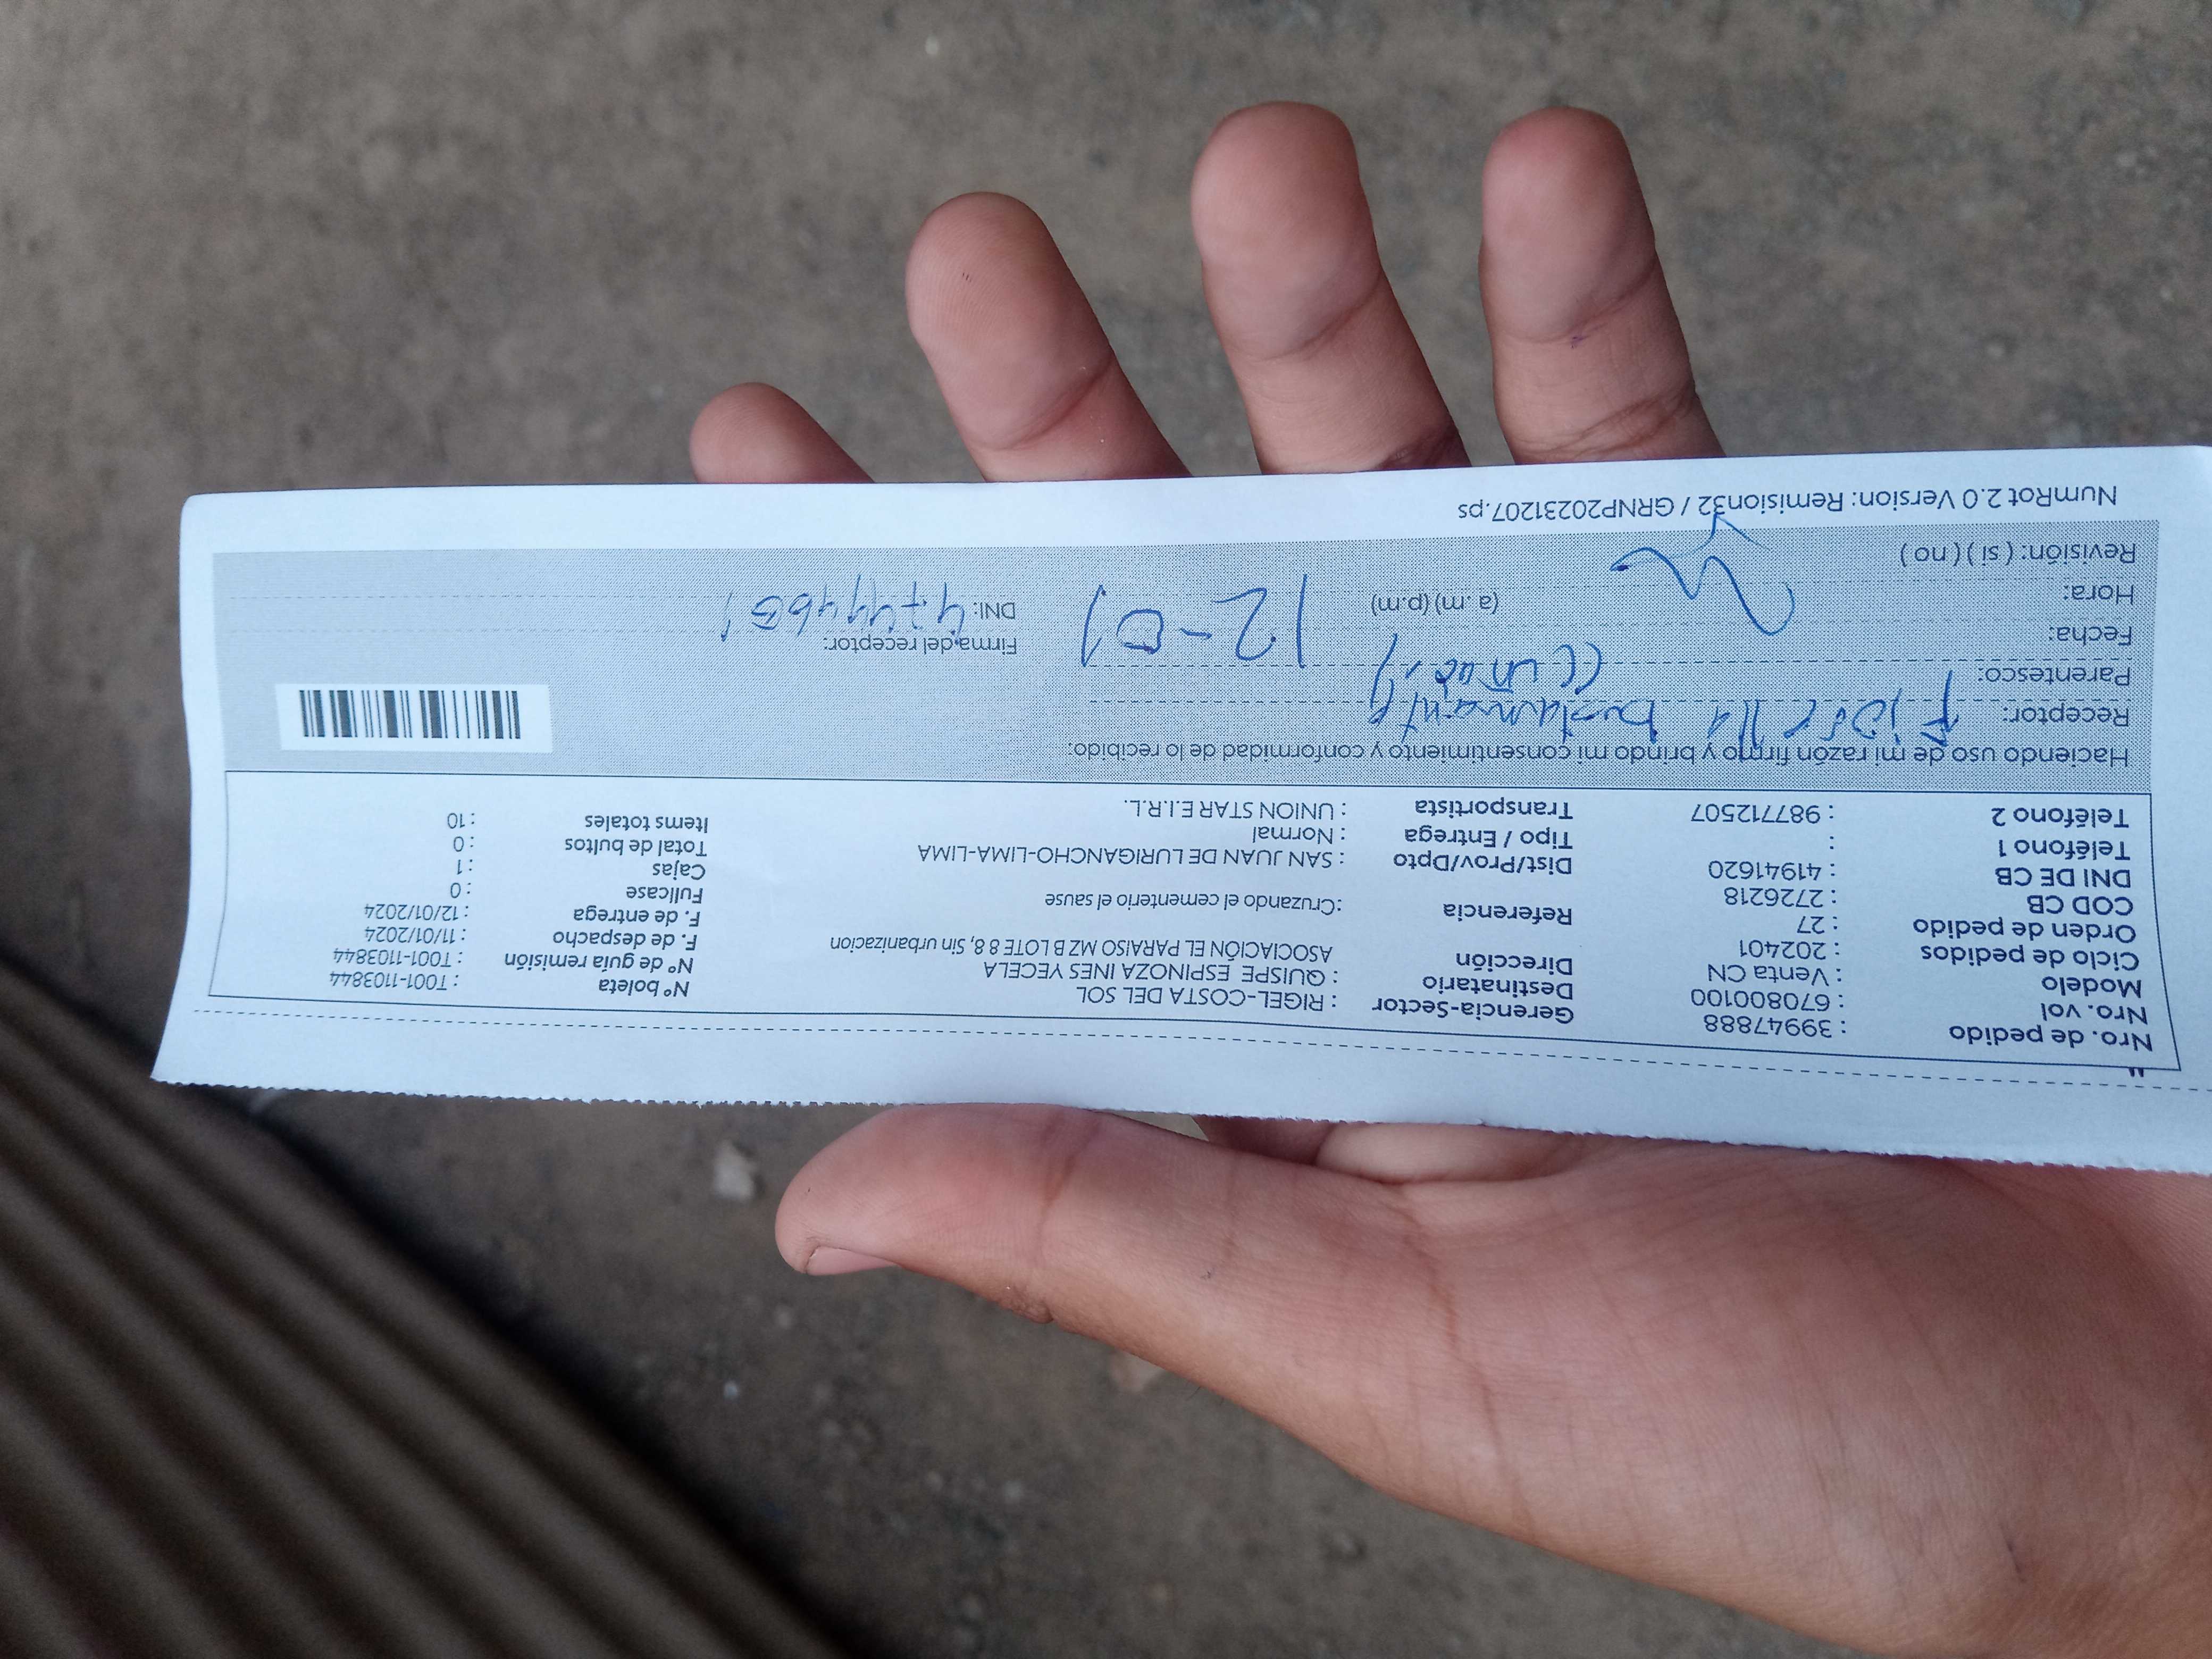 Nro. de pedido : 39947888
Nro. vol : 670800100
Modelo : Venta CN
Ciclo de pedidos : 202401
Orden de pedido : 27
COD CB : 2726218
DNI DE CB : 41941620
Teléfono 1 :
Teléfono 2 : 987712507
Gerencia-Sector : RIGEL-COSTA DEL SOL
Destinatario : QUISPE ESPINOZA INES YECELA
Dirección ASOCIACIÓN EL PARAISO MZ B LOTE 8 8, Sin urbanizacion
Referencia :Cruzando el cementerio el sause
Dist/Prov/Dpto : SAN JUAN DE LURIGANCHO-LIMA-LIMA
Tipo / Entrega : Normal
Transportista : UNION STAR E.I.R.L.
N° boleta : T001-1103844
N° de guía remisión : T001-1103844
F. de despacho : 11/01/2024
F. de entrega : 12/01/2024
Fullcase : 0
Cajas : 1
Total de bultos : 0
Items totales : 10
Haciendo uso de mi razón firmo y brindo mi consentimiento y conformidad de lo recibido:
Receptor: Fiorella bustamante
Parentesco: (Cuñada)
Fecha: 12-01
Hora: (a.m) (p.m)
Revisión: ( si ) ( no )
Firma del receptor:
DNI:
NumRot 2.0 Version: Remision32 / GRNP20231207.ps